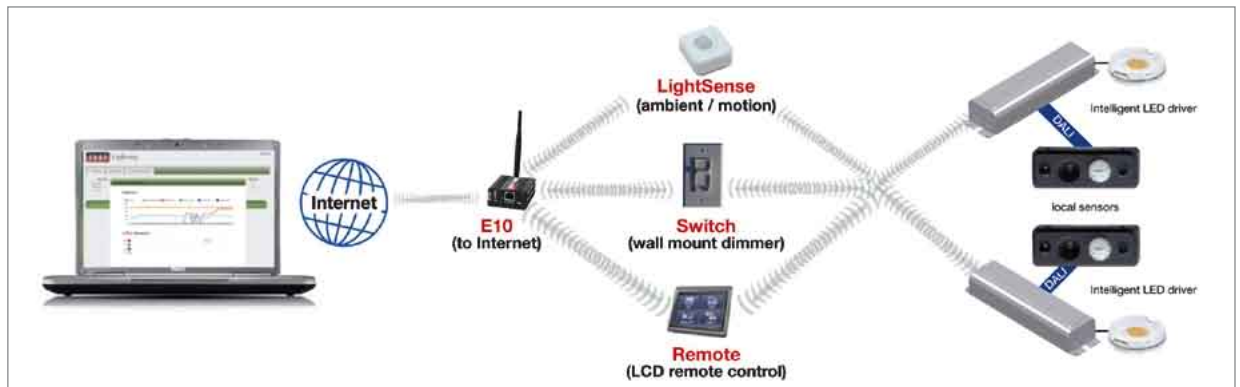 LightSense
(ambient / motion)
Internet
E10
(to Internet)
Switch
(wall mount dimmer)
Remote
(LCD remote control)
Intelligent LED driver
DALI
local sensors
DALI
Intelligent LED driver